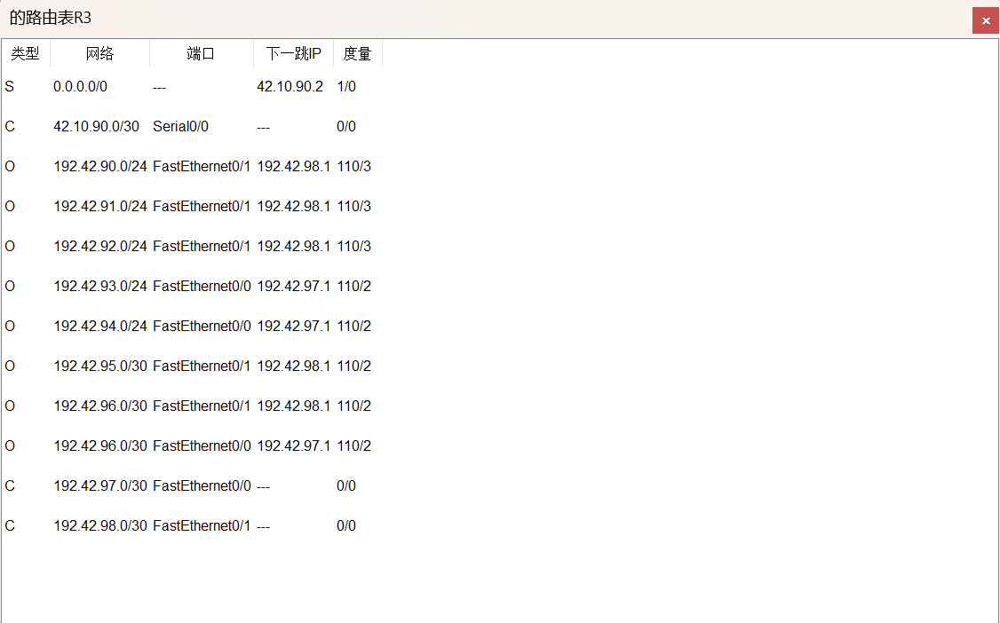 的路由表R3
类型 网络 端口 下一跳IP 度量
S 0.0.0.0/0 --- 42.10.90.2 1/0
C 42.10.90.0/30 Serial0/0 --- 0/0
O 192.42.90.0/24 FastEthernet0/1 192.42.98.1 110/3
O 192.42.91.0/24 FastEthernet0/1 192.42.98.1 110/3
O 192.42.92.0/24 FastEthernet0/1 192.42.98.1 110/3
O 192.42.93.0/24 FastEthernet0/0 192.42.97.1 110/2
O 192.42.94.0/24 FastEthernet0/0 192.42.97.1 110/2
O 192.42.95.0/30 FastEthernet0/1 192.42.98.1 110/2
O 192.42.96.0/30 FastEthernet0/1 192.42.98.1 110/2
O 192.42.96.0/30 FastEthernet0/0 192.42.97.1 110/2
C 192.42.97.0/30 FastEthernet0/0 --- 0/0
C 192.42.98.0/30 FastEthernet0/1 --- 0/0